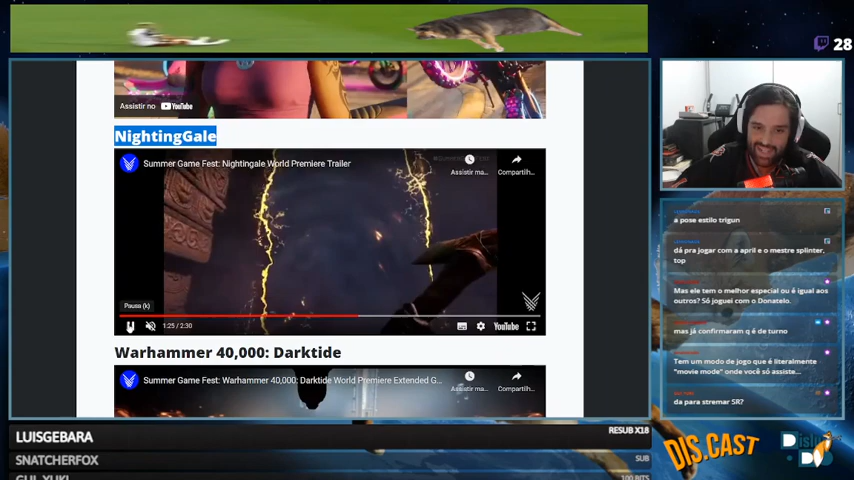 28
Assistir no YouTube
NightingGale
Summer Game Fest: Nightingale World Premiere Trailer
Assistir ma...
Compartilh...
Pausa (k)
1:25 / 2:30
YouTube
Warhammer 40,000: Darktide
Summer Game Fest: Warhammer 40,000: Darktide World Premiere Extended G...
Assistir ma...
Compartilh...
a pose estilo trigun
dá pra jogar com a april e o mestre splinter, top
Mas ele tem o melhor especial ou é igual aos
outros? Só joguei com o Donatelo.
mas já confirmaram q é de turno
Tem um modo de jogo que é literalmente
"movie mode" onde você só assiste...
da para stremar SR?
LUISGEBARA
RESUB X18
SNATCHERFOX
SUB
GUI_YUKI
100 BITS
DIS.CAST